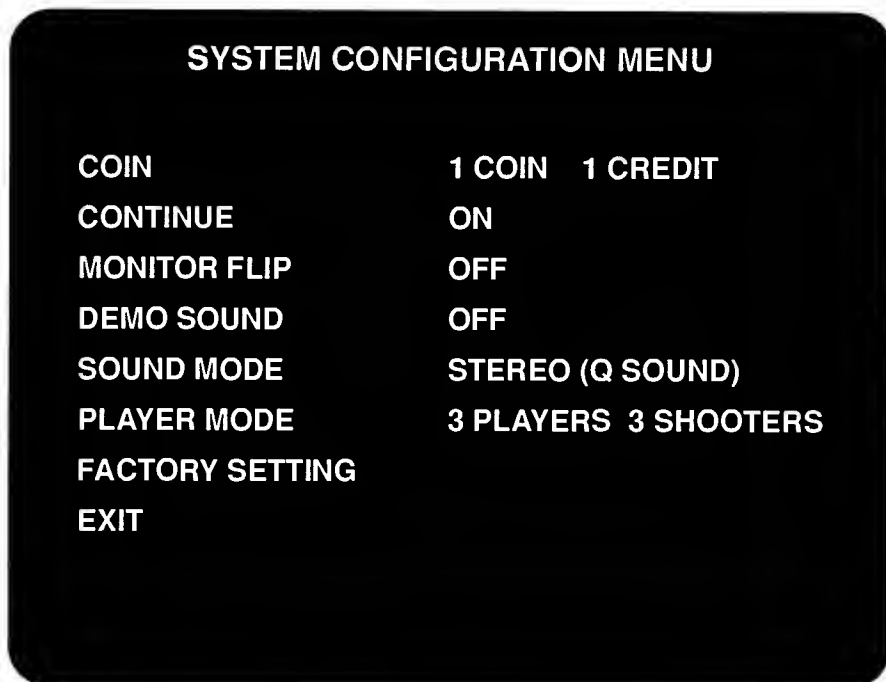 SYSTEM CONFIGURATION MENU
COIN 1 COIN 1 CREDIT
CONTINUE ON
MONITOR FLIP OFF
DEMO SOUND OFF
SOUND MODE STEREO (Q SOUND)
PLAYER MODE 3 PLAYERS 3 SHOOTERS
FACTORY SETTING
EXIT